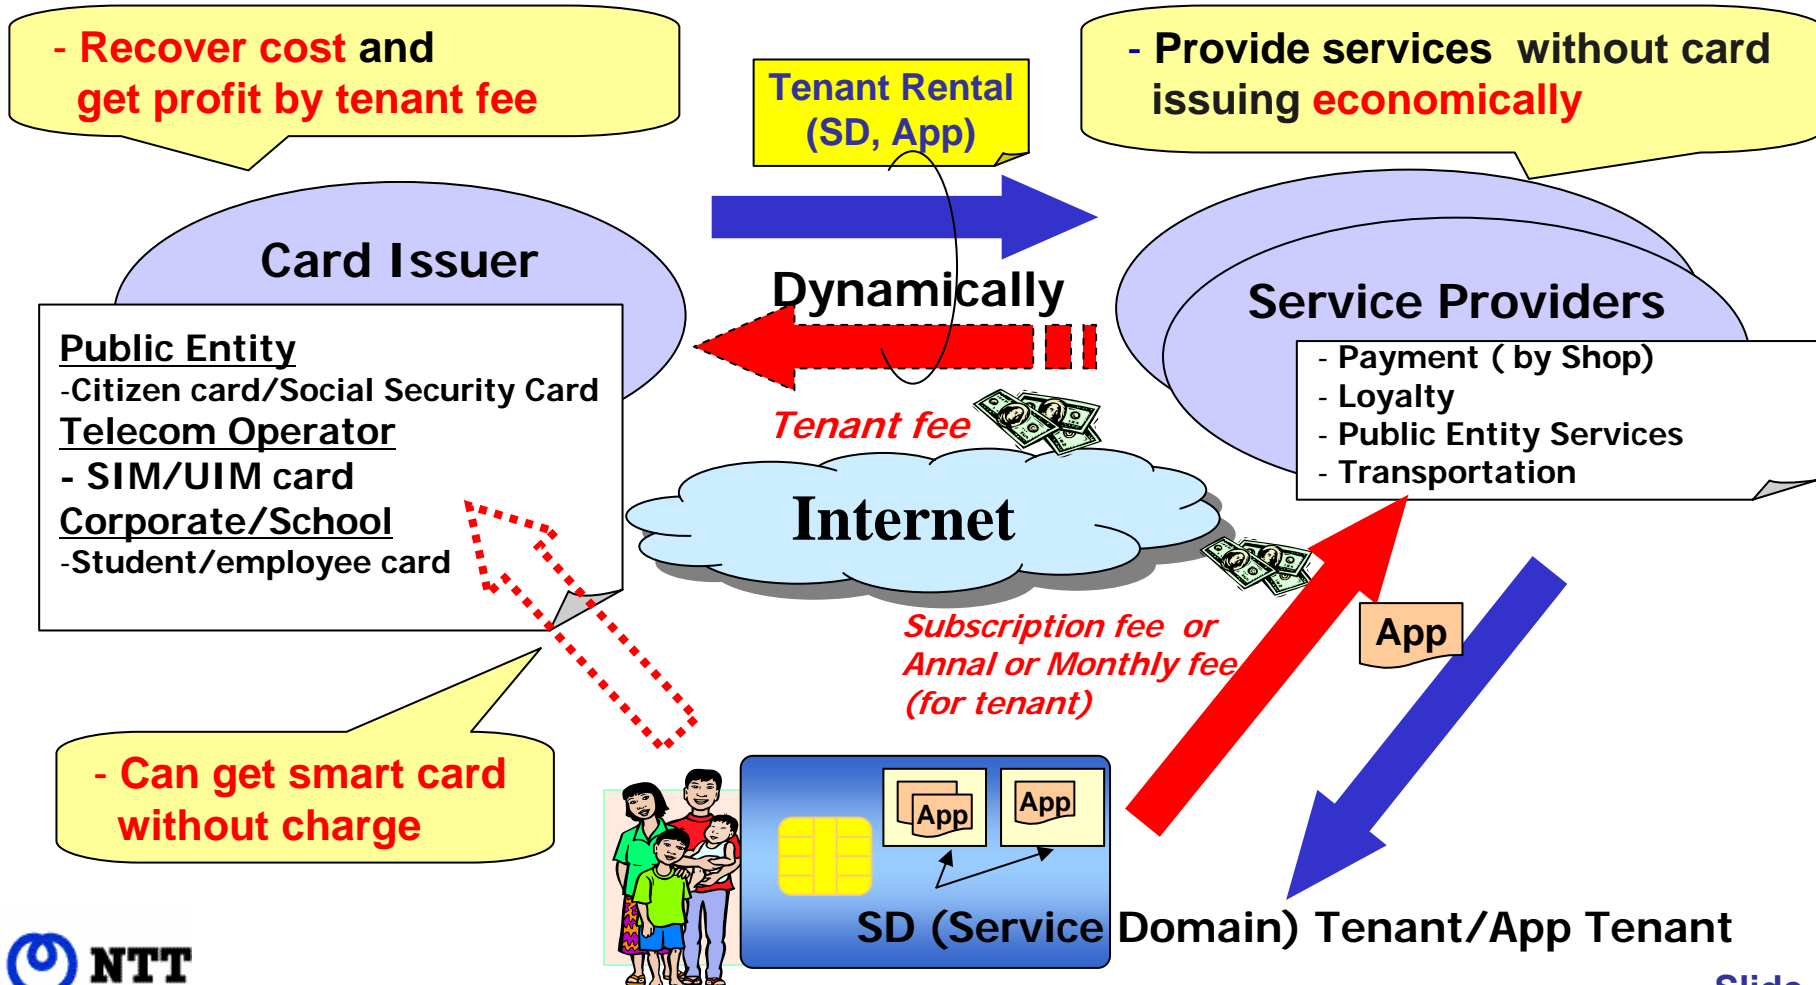 - Recover cost and
get profit by tenant fee
Tenant Rental
(SD, App)
- Provide services without card
issuing economically
Card Issuer
Public Entity
-Citizen card/Social Security Card
Telecom Operator
- SIM/UIM card
Corporate/School
-Student/employee card
Dynamically
Tenant fee
Service Providers
- Payment ( by Shop)
- Loyalty
- Public Entity Services
- Transportation
Internet
Subscription fee or
Annal or Monthly fee
(for tenant)
App
- Can get smart card
without charge
App
App
SD (Service Domain) Tenant/App Tenant
NTT
Slide